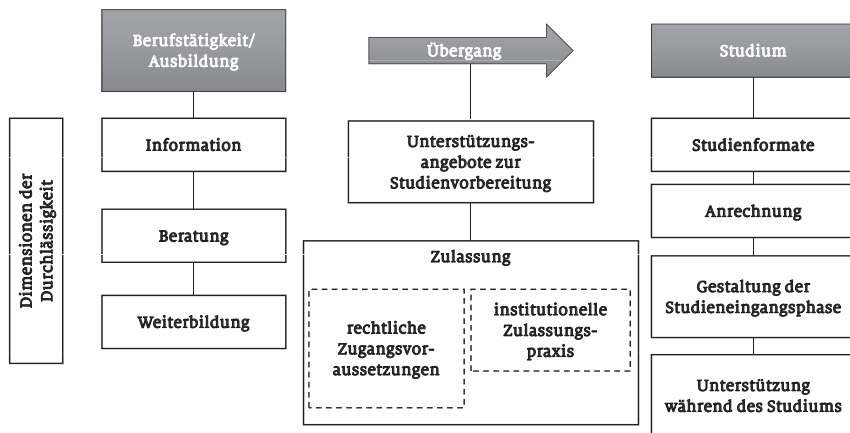 Berufstätigkeit/
Ausbildung
Übergang
Studium
Dimensionen der
Durchlässigkeit
Information
Beratung
Weiterbildung
Unterstützungs-
angebote zur
Studienvorbereitung
Zulassung
rechtliche
Zugangsvor-
aussetzungen
institutionelle
Zulassungs-
praxis
Studienformate
Anrechnung
Gestaltung der
Studieneingangsphase
Unterstützung
während des Studiums